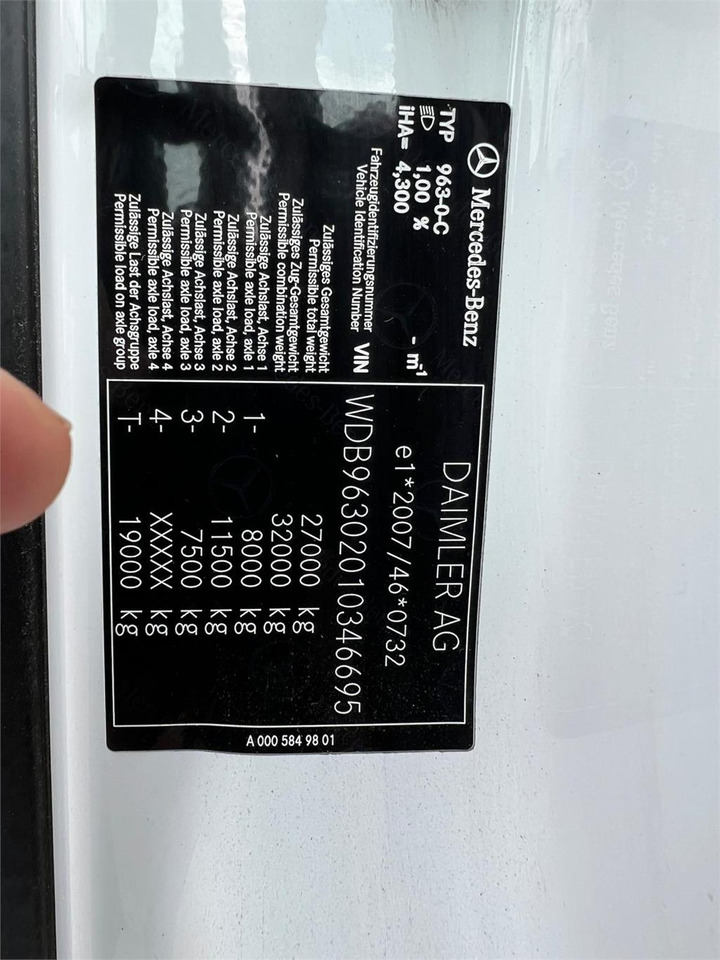 Mercedes-Benz
TYP 963-0-C
1,00 %
iHA= 4,300 - m-1
DAIMLER AG
e1*2007/46*0732
Fahrzeugidentifizierungsnummer
Vehicle Identification Number VIN WDB96302010346695
Zulässiges Gesamtgewicht
Permissible total weight 27000 kg
Zulässiges Zug-Gesamtgewicht
Permissible combination weight 32000 kg
Zulässige Achslast, Achse 1
Permissible axle load, axle 1 1- 8000 kg
Zulässige Achslast, Achse 2
Permissible axle load, axle 2 2- 11500 kg
Zulässige Achslast, Achse 3
Permissible axle load, axle 3 3- 7500 kg
Zulässige Achslast, Achse 4
Permissible axle load, axle 4 4- XXXXX kg
Zulässige Last der Achsgruppe
Permissible load on axle group T- 19000 kg
A 000 584 98 01